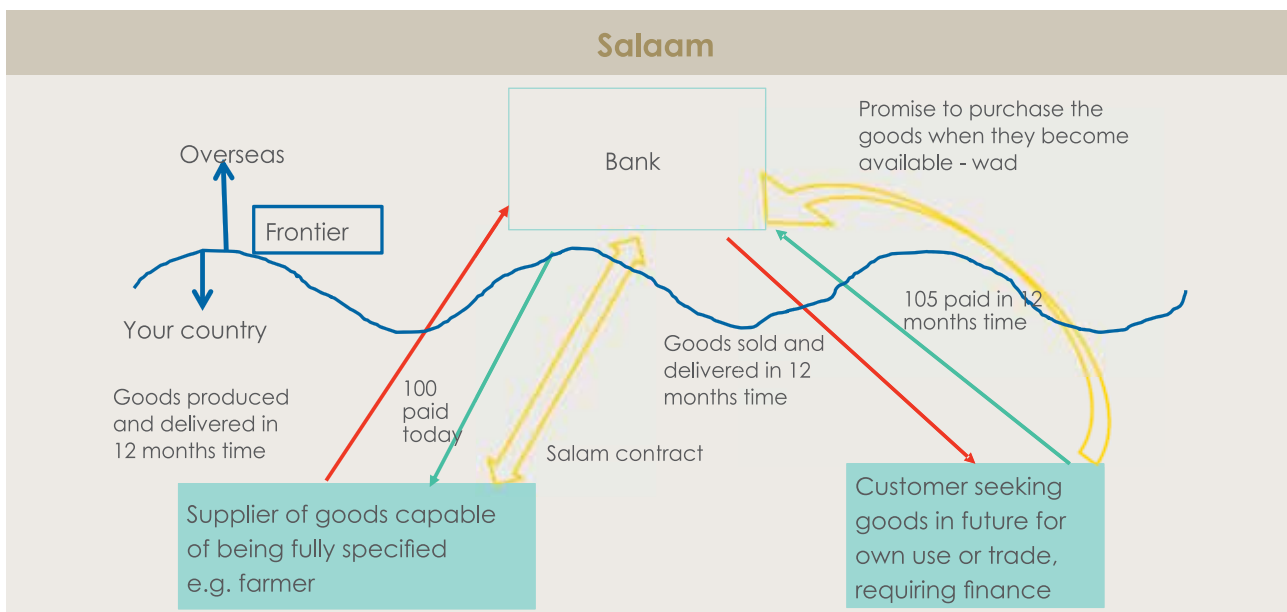 Salaam
Overseas
Frontier
Your country
Bank
Promise to purchase the
goods when they become
available - wad
Goods produced
and delivered in
12 months time
100
paid
today
Salam contract
Goods sold and
delivered in 12
months time
105 paid in 12
months time
Supplier of goods capable
of being fully specified
e.g. farmer
Customer seeking
goods in future for
own use or trade,
requiring finance